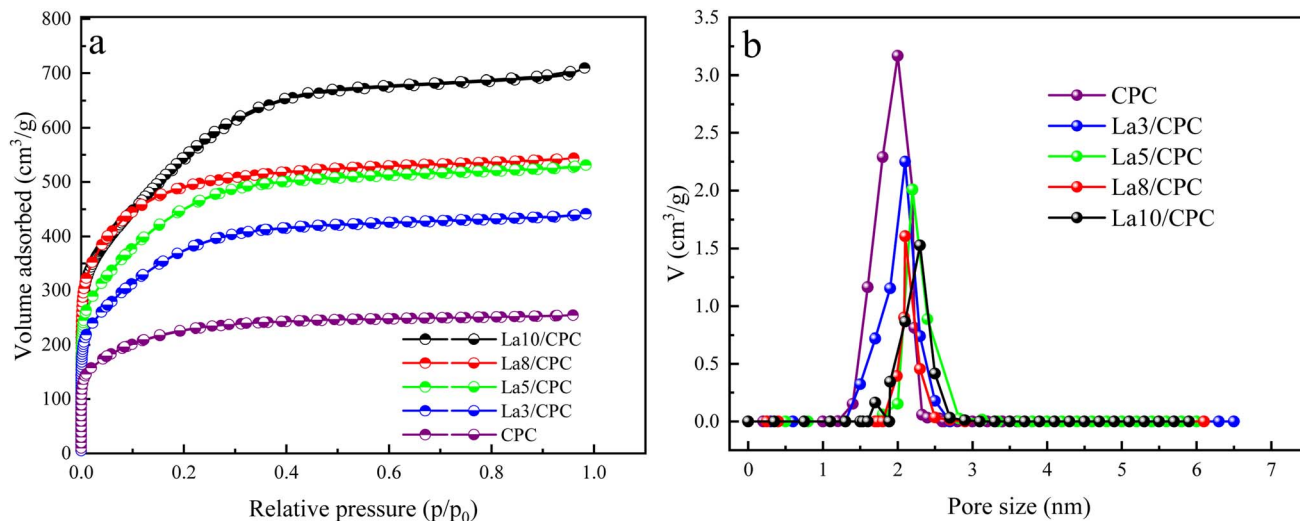 a
800
700
600
500
400
300
200
100
0
Volume adsorbed (cm³/g)
0.0 0.2 0.4 0.6 0.8 1.0
Relative pressure (p/p₀)
La10/CPC
La8/CPC
La5/CPC
La3/CPC
CPC
b
3.5
3.0
2.5
2.0
1.5
1.0
0.5
0.0
V (cm³/g)
0 1 2 3 4 5 6 7
Pore size (nm)
CPC
La3/CPC
La5/CPC
La8/CPC
La10/CPC